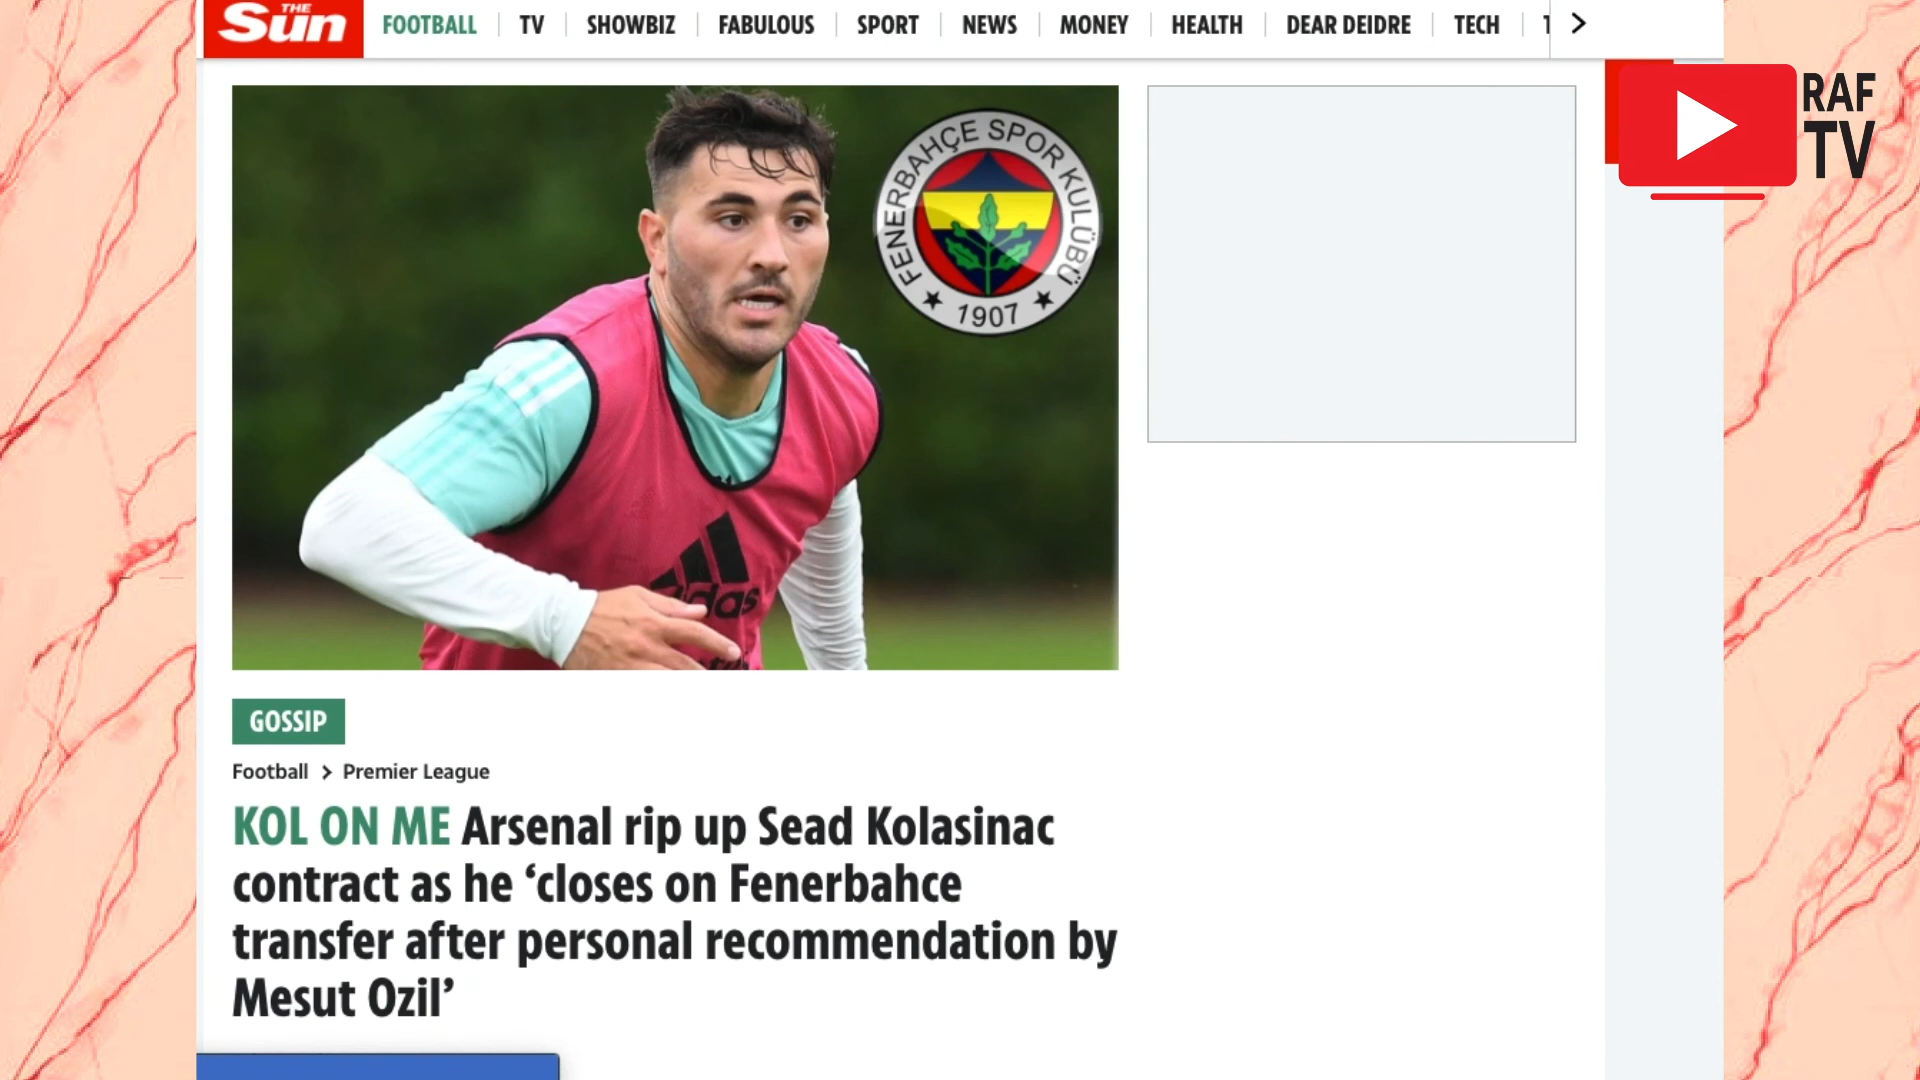 THE
Sun
FOOTBALL
TV
SHOWBIZ
FABULOUS
SPORT
NEWS
MONEY
HEALTH
DEAR DEIDRE
TECH
RAF
TV
FENERBAHÇE SPOR KULÜBÜ
★ 1907 ★
adidas
GOSSIP
Football > Premier League
KOL ON ME Arsenal rip up Sead Kolasinac
contract as he ‘closes on Fenerbahce
transfer after personal recommendation by
Mesut Ozil’